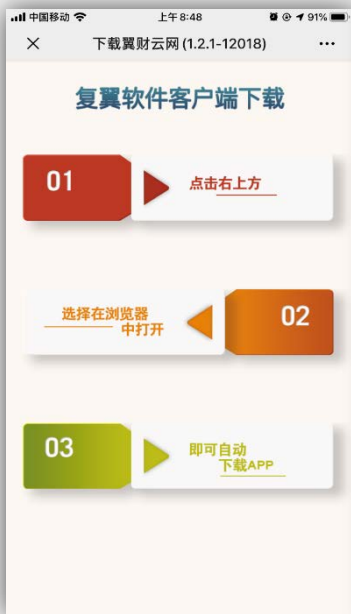 中国移动 上午8:48 91%
下载翼财云网 (1.2.1-12018)
复翼软件客户端下载
01
点击右上方
选择在浏览器
中打开
02
03
即可自动
下载APP